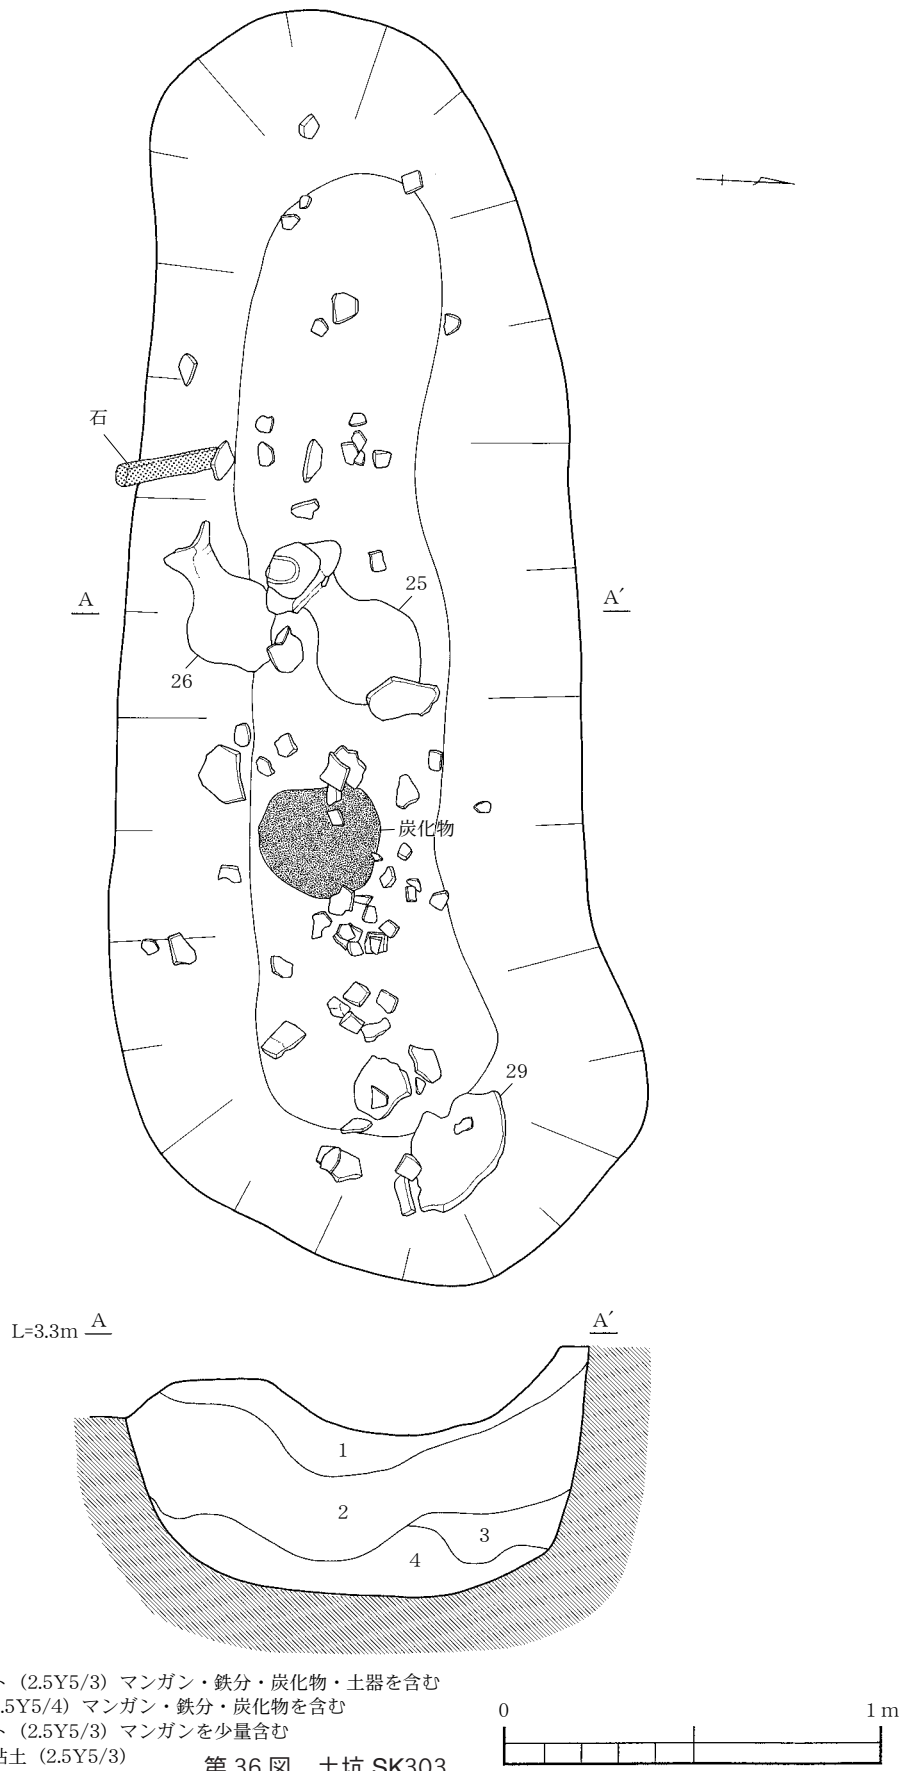 石
25
A
A′
26
炭化物
29
L=3.3m A
A′
1
2
3
4
ト（2.5Y5/3）マンガン・鉄分・炭化物・土器を含む
.5Y5/4）マンガン・鉄分・炭化物を含む
ト（2.5Y5/3）マンガンを少量含む
粘土（2.5Y5/3）
0
1 m
第 36 図　土坑 SK303